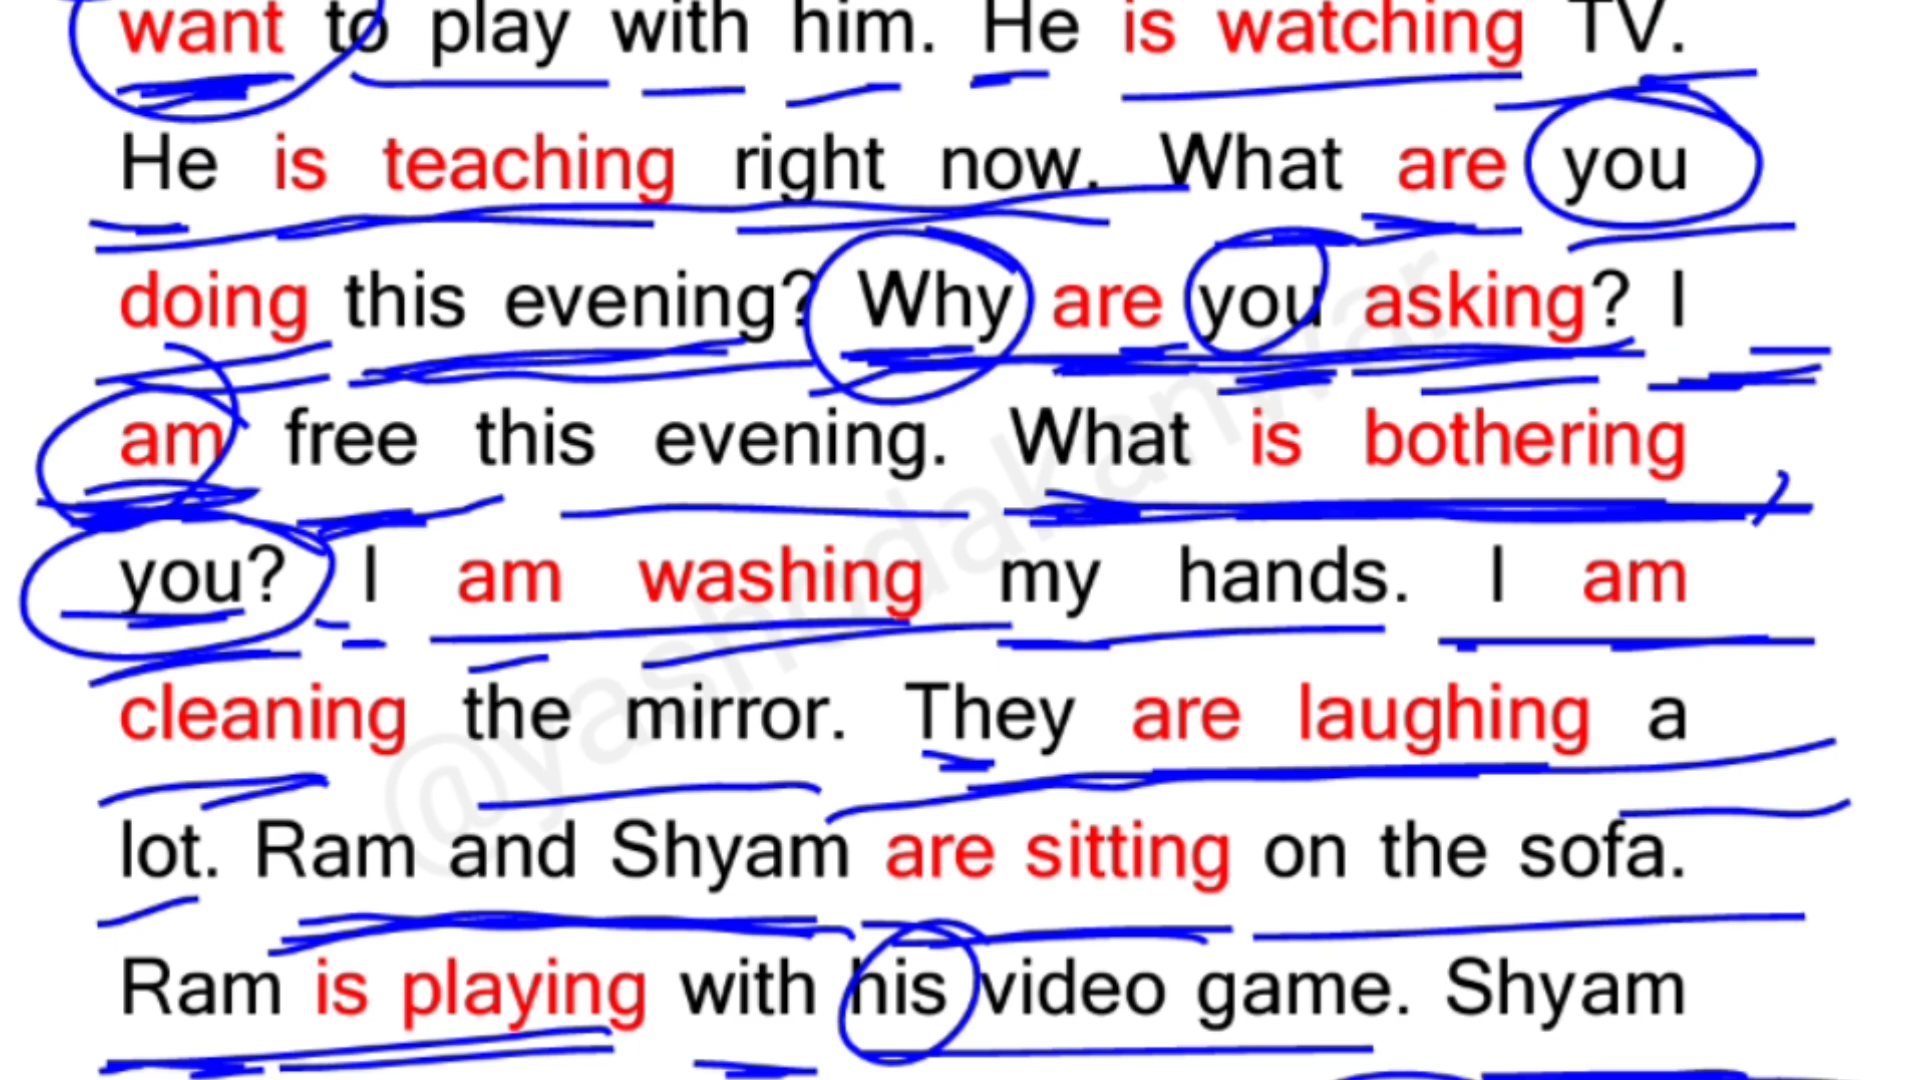 want to play with him. He is watching TV.
He is teaching right now. What are you
doing this evening? Why are you asking? I
am free this evening. What is bothering
you? I am washing my hands. I am
cleaning the mirror. They are laughing a
lot. Ram and Shyam are sitting on the sofa.
Ram is playing with his video game. Shyam
@yashodakanwar